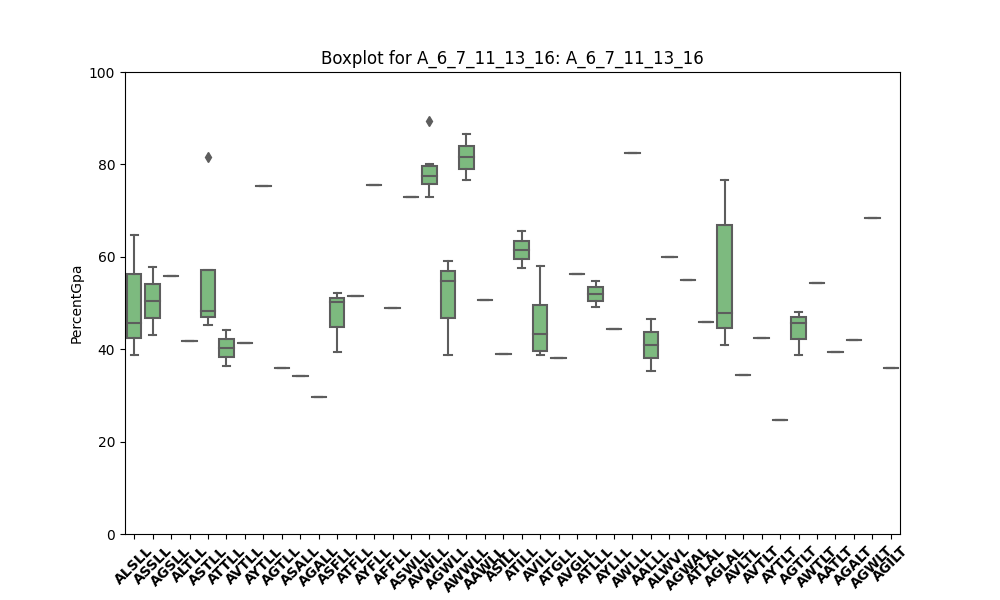 Boxplot for A_6_7_11_13_16: A_6_7_11_13_16
PercentGpa
100
80
60
40
20
0
ALSLL
ASSLL
AGSLL
ALTLL
ASTLL
ATTLL
AVTLL
AYTLL
AGTLL
ASALL
AGALL
ASFLL
ATFLL
AYFLL
AFFLL
ASWLL
AVWLL
AGWLL
AWWLL
AAWLL
ASILL
ATILL
AVILL
ATGLL
AVGLL
ATLLL
AYLLL
AWLLL
AALLL
ALWVL
AGWAL
ATLAL
AGLAL
AVLTL
AVTLT
AYTLT
AGTLT
AWTLT
AATLT
AGALT
AGWLT
AGILT